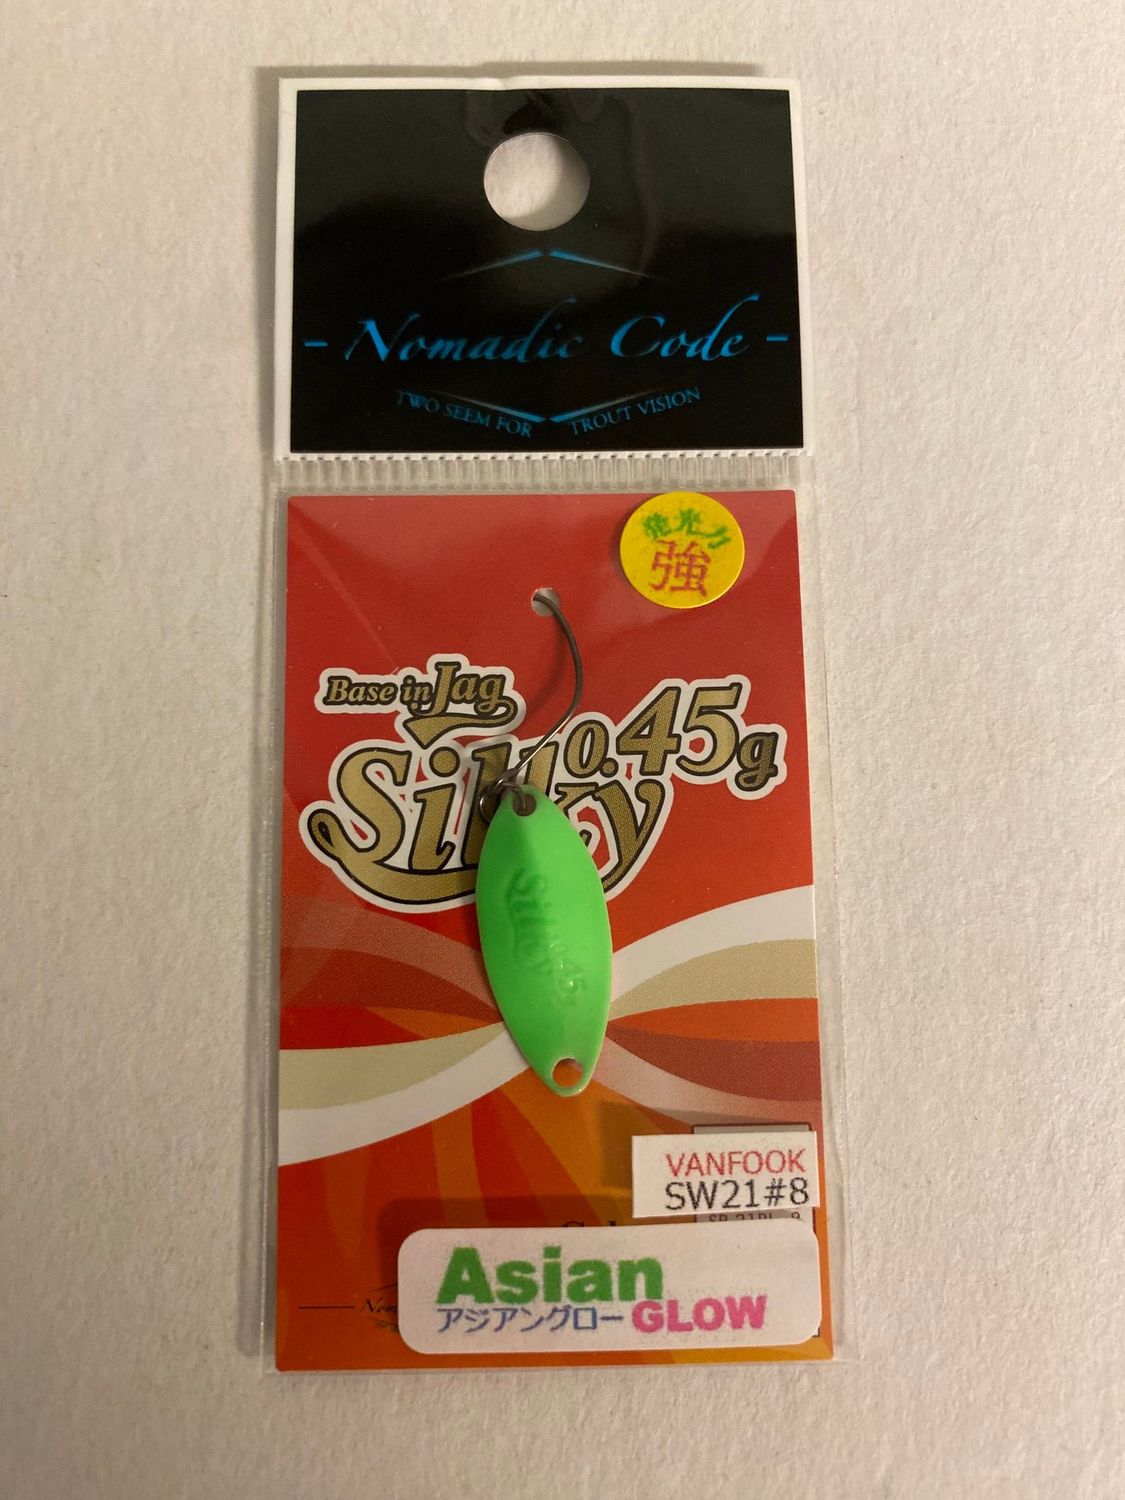 - Nomadic Code -
TWO SEEM FOR TROUT VISION
発光力
強
Base in Jag
Silky 0.45g
Silky 0.45g
VANFOOK
SW21#8
Asian
アジアングロー GLOW